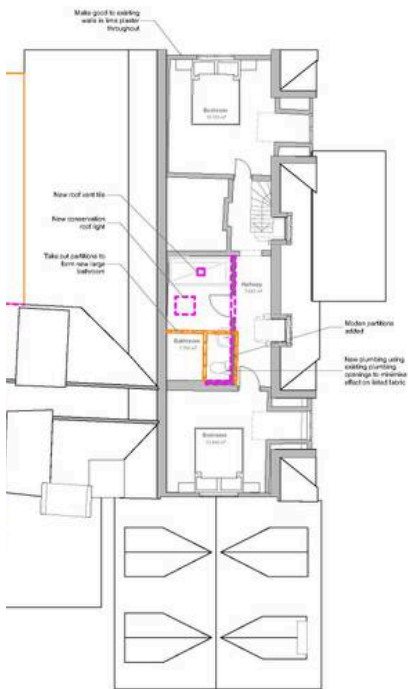 Make good to existing
walls in lime plaster
throughout
Bedroom
New roof vent tile
New conservation
roof light
Take out partitions to
form new large
bathroom
Hallway
Bathroom
Modern partitions
added
New plumbing using
existing plumbing
openings to minimise
effect on listed fabric
Bedroom